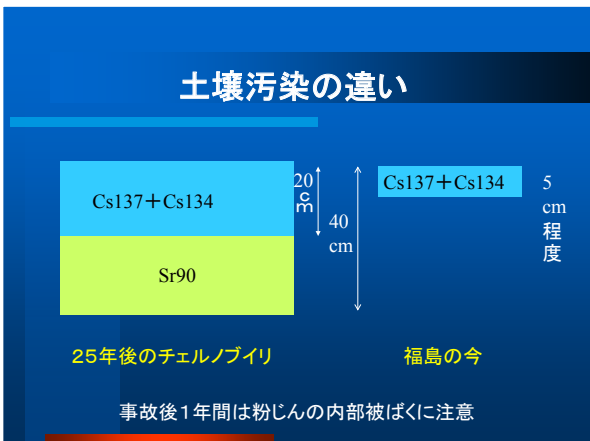 土壌汚染の違い
Cs137＋Cs134
Sr90
20
cm
40
cm
Cs137＋Cs134
5
cm
程
度
２５年後のチェルノブイリ
福島の今
事故後１年間は粉じんの内部被ばくに注意